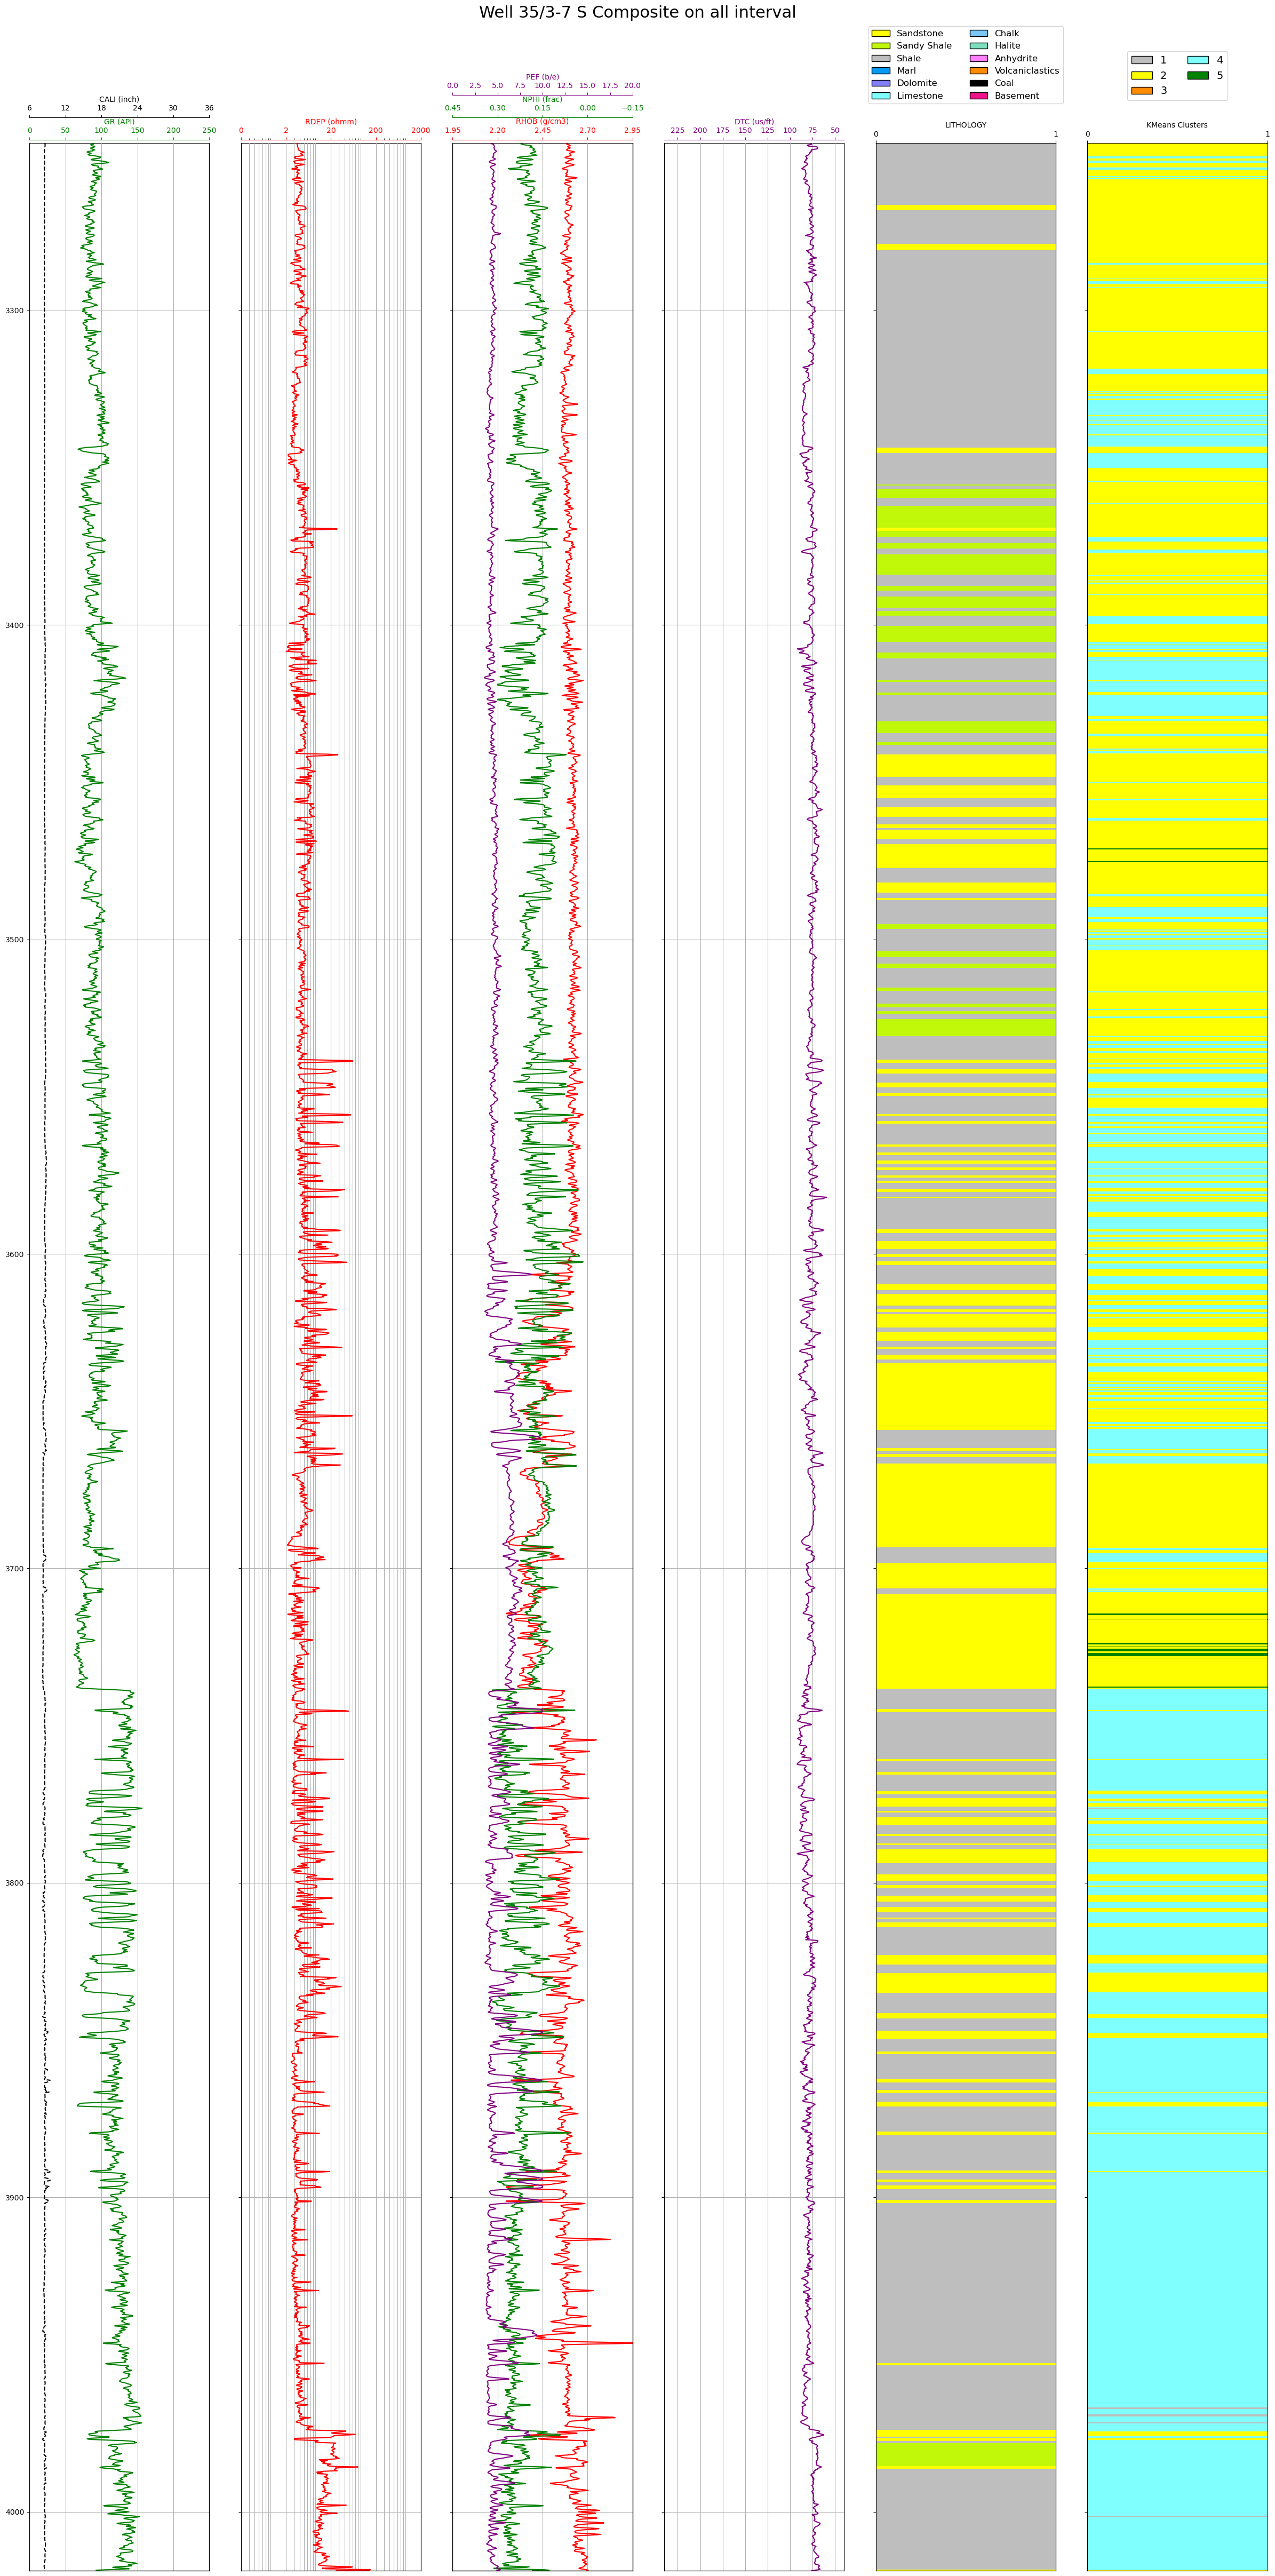 Well 35/3-7 S Composite on all interval
Sandstone Chalk
Sandy Shale Halite
Shale Anhydrite
Marl Volcaniclastics
Dolomite Coal
Limestone Basement
1 4
2 5
3
PEF (b/e)
0.0 2.5 5.0 7.5 10.0 12.5 15.0 17.5 20.0
CALI (inch)
6 12 18 24 30 36
NPHI (frac)
0.45 0.30 0.15 0.00 −0.15
GR (API)
0 50 100 150 200 250
RDEP (ohmm)
0 2 20 200 2000
RHOB (g/cm3)
1.95 2.20 2.45 2.70 2.95
DTC (us/ft)
225 200 175 150 125 100 75 50
LITHOLOGY
0 1
KMeans Clusters
0 1
3300
3400
3500
3600
3700
3800
3900
4000